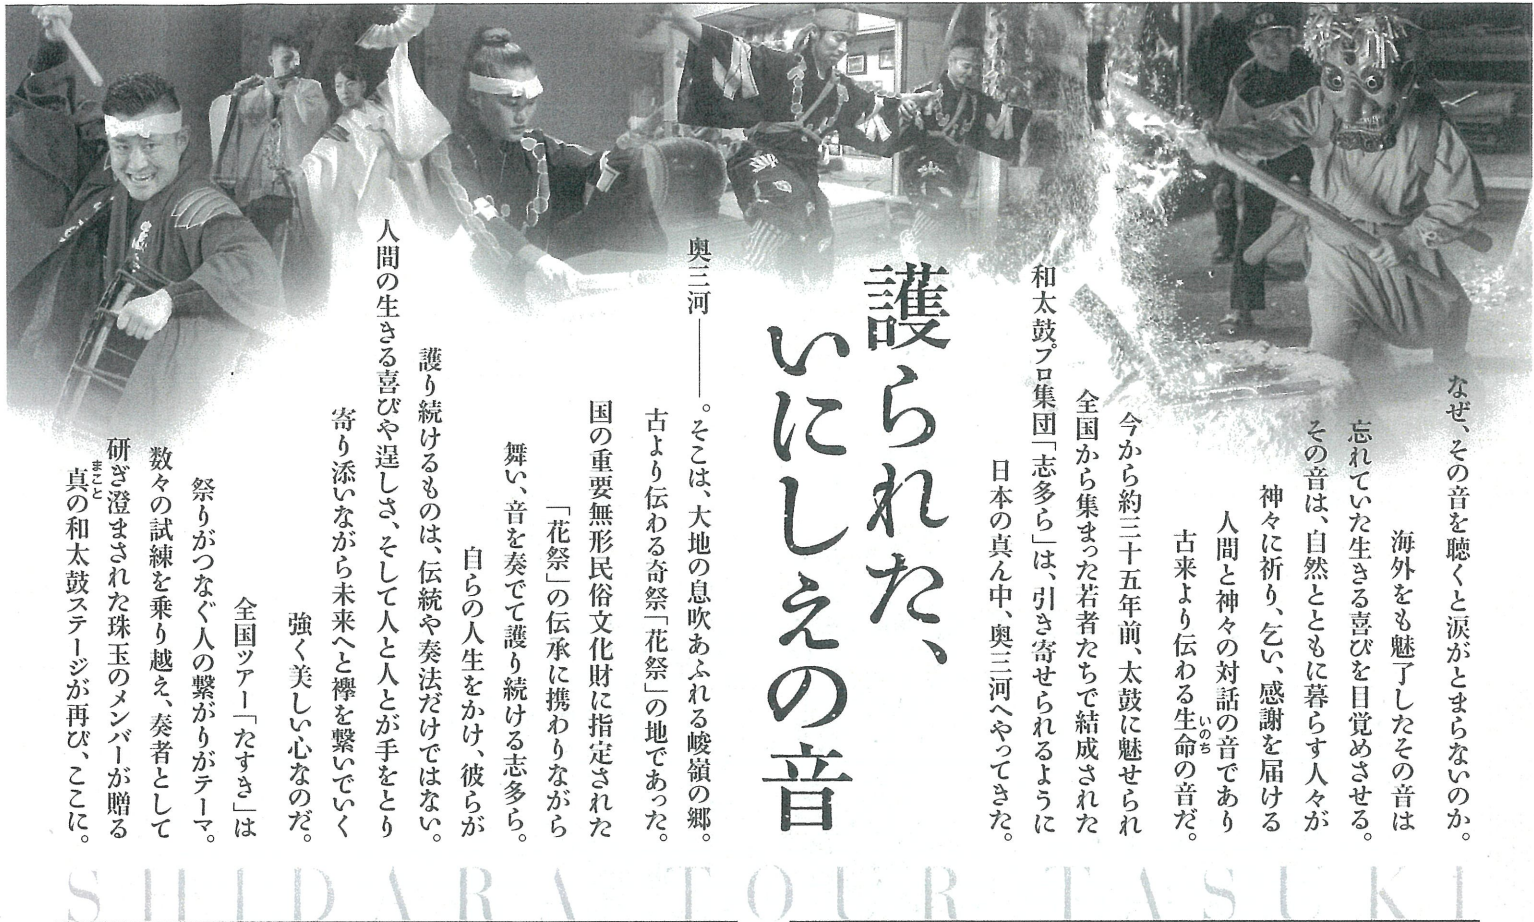 なぜ、その音を聴くと涙がとまらないのか。
海外をも魅了したその音は
忘れていた生きる喜びを目覚めさせる。
その音は、自然とともに暮らす人々が
神々に祈り、乞い、感謝を届ける
人間と神々の対話の音であり
古来より伝わる生命の音だ。
いのち
今から約三十五年前、太鼓に魅せられ
全国から集まった若者たちで結成された
和太鼓プロ集団「志多ら」は、引き寄せられるように
日本の真ん中、奥三河へやってきた。
護られた、
いにしえの音
奥三河――。そこは、大地の息吹あふれる峻嶺の郷。
古より伝わる奇祭「花祭」の地であった。
国の重要無形民俗文化財に指定された
「花祭」の伝承に携わりながら
舞い、音を奏でて護り続ける志多ら。
自らの人生をかけ、彼らが
護り続けるものは、伝統や奏法だけではない。
人間の生きる喜びや逞しさ、そして人と人とが手をとり
寄り添いながら未来へと襷を繋いでいく
強く美しい心なのだ。
全国ツアー「たすき」は
祭りがつなぐ人の繋がりがテーマ。
数々の試練を乗り越え、奏者として
研ぎ澄まされた珠玉のメンバーが贈る
真の和太鼓ステージが再び、ここに。
まこと
SHIDARA TOUR TASUKI